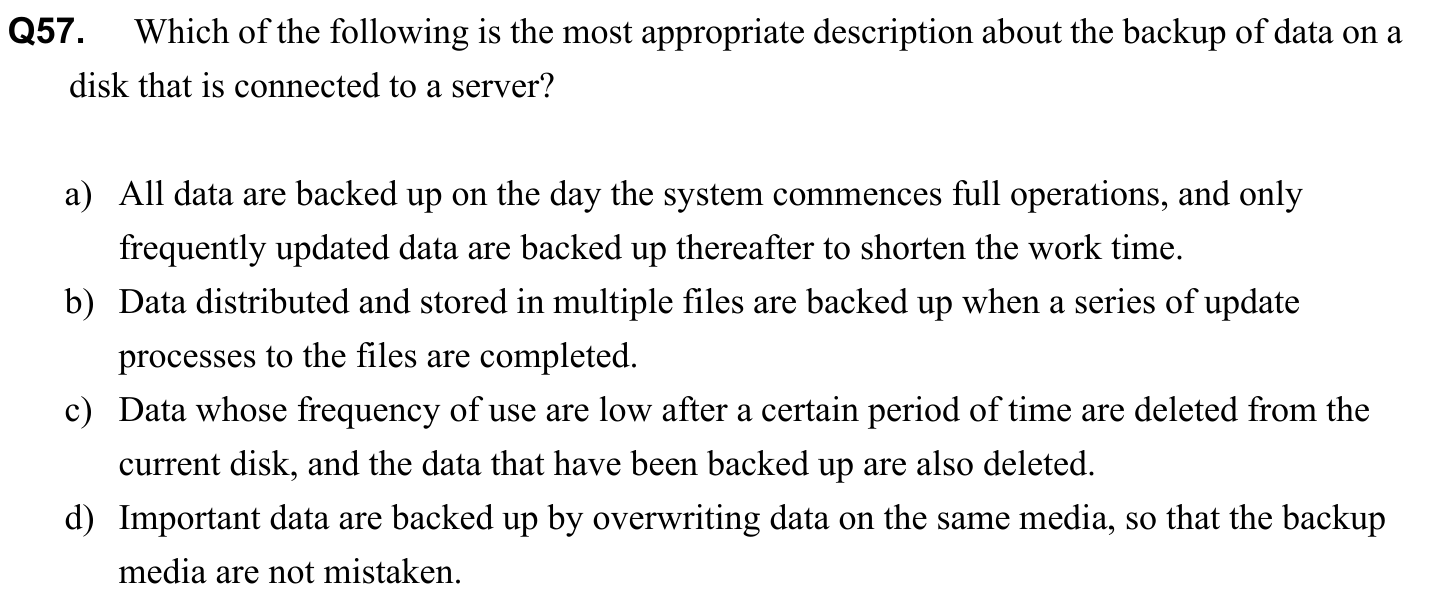 Q57. Which of the following is the most appropriate description about the backup of data on a
disk that is connected to a server?
a) All data are backed up on the day the system commences full operations, and only
frequently updated data are backed up thereafter to shorten the work time.
b) Data distributed and stored in multiple files are backed up when a series of update
processes to the files are completed.
c) Data whose frequency of use are low after a certain period of time are deleted from the
current disk, and the data that have been backed up are also deleted.
d) Important data are backed up by overwriting data on the same media, so that the backup
media are not mistaken.